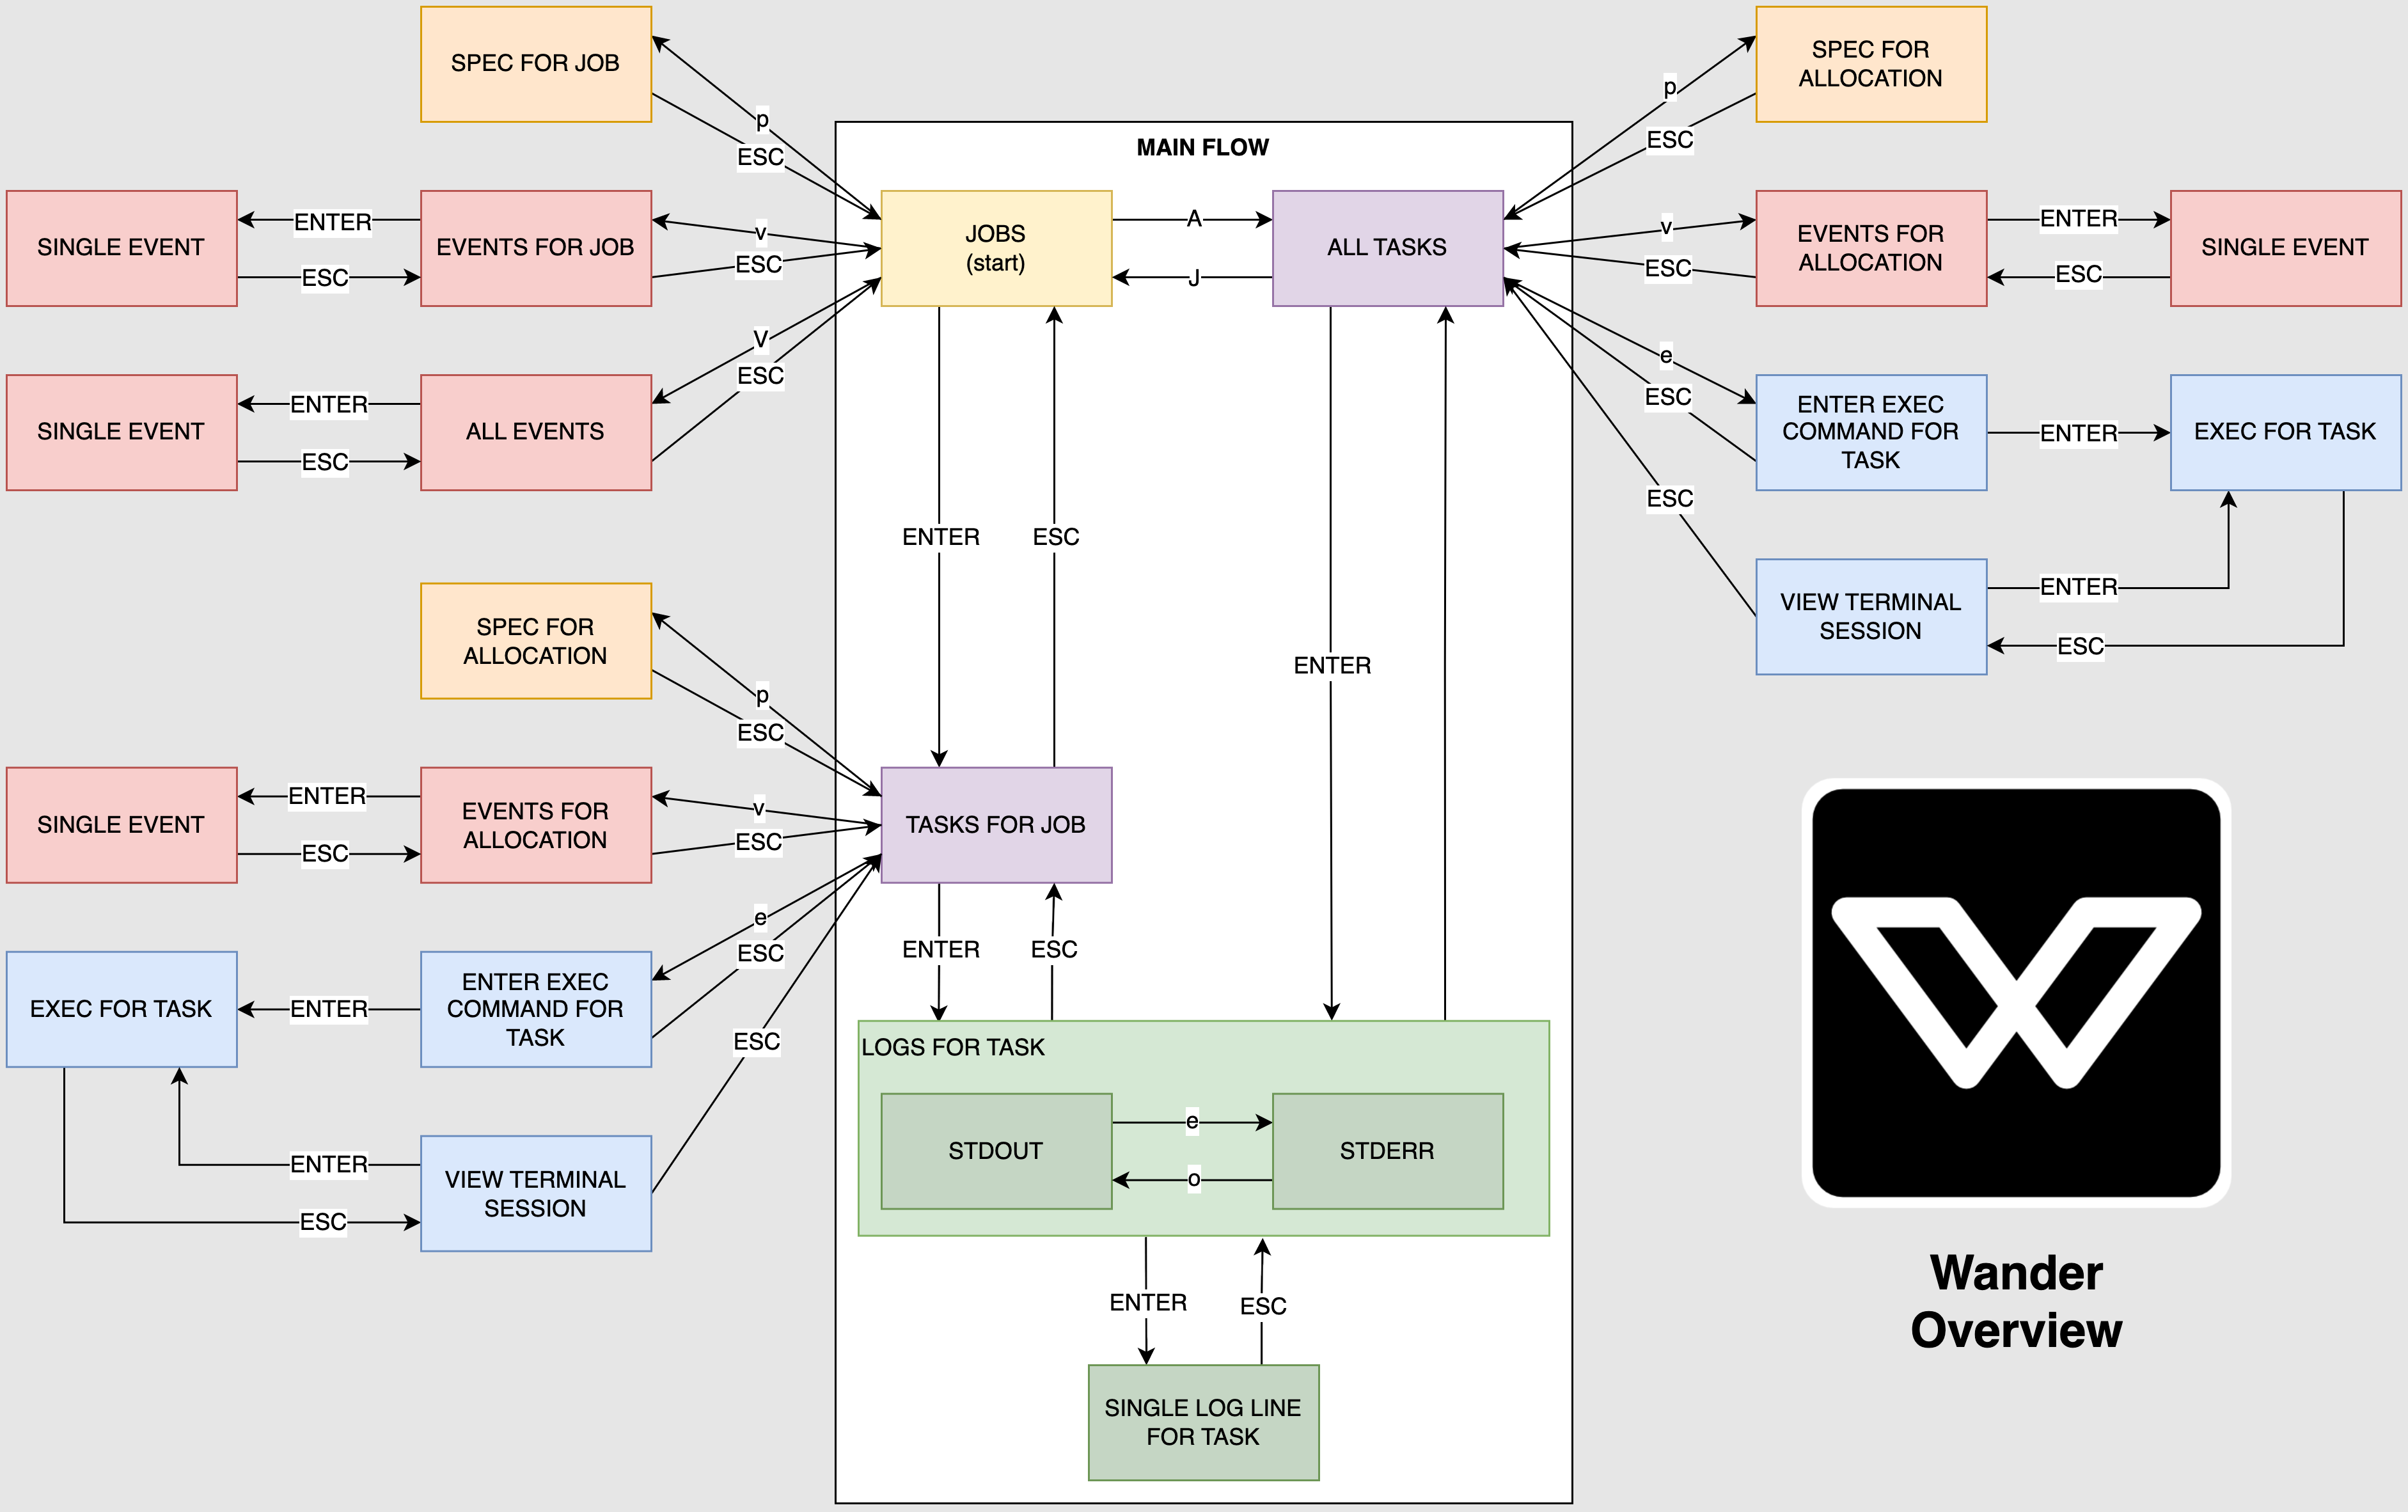 SPEC FOR JOB
p
ESC
SINGLE EVENT
ENTER
ESC
EVENTS FOR JOB
v
ESC
SINGLE EVENT
ENTER
ESC
ALL EVENTS
V
ESC
MAIN FLOW
JOBS
(start)
A
J
ALL TASKS
ENTER
ESC
ENTER
p
ESC
SPEC FOR
ALLOCATION
v
ESC
EVENTS FOR
ALLOCATION
ENTER
ESC
SINGLE EVENT
e
ESC
ENTER EXEC
COMMAND FOR
TASK
ENTER
EXEC FOR TASK
ESC
VIEW TERMINAL
SESSION
ENTER
ESC
SPEC FOR
ALLOCATION
p
ESC
SINGLE EVENT
ENTER
ESC
EVENTS FOR
ALLOCATION
v
ESC
TASKS FOR JOB
e
ESC
EXEC FOR TASK
ENTER
ENTER EXEC
COMMAND FOR
TASK
ESC
ENTER
ESC
VIEW TERMINAL
SESSION
ENTER
ESC
LOGS FOR TASK
STDOUT
e
o
STDERR
ENTER
ESC
SINGLE LOG LINE
FOR TASK
Wander
Overview